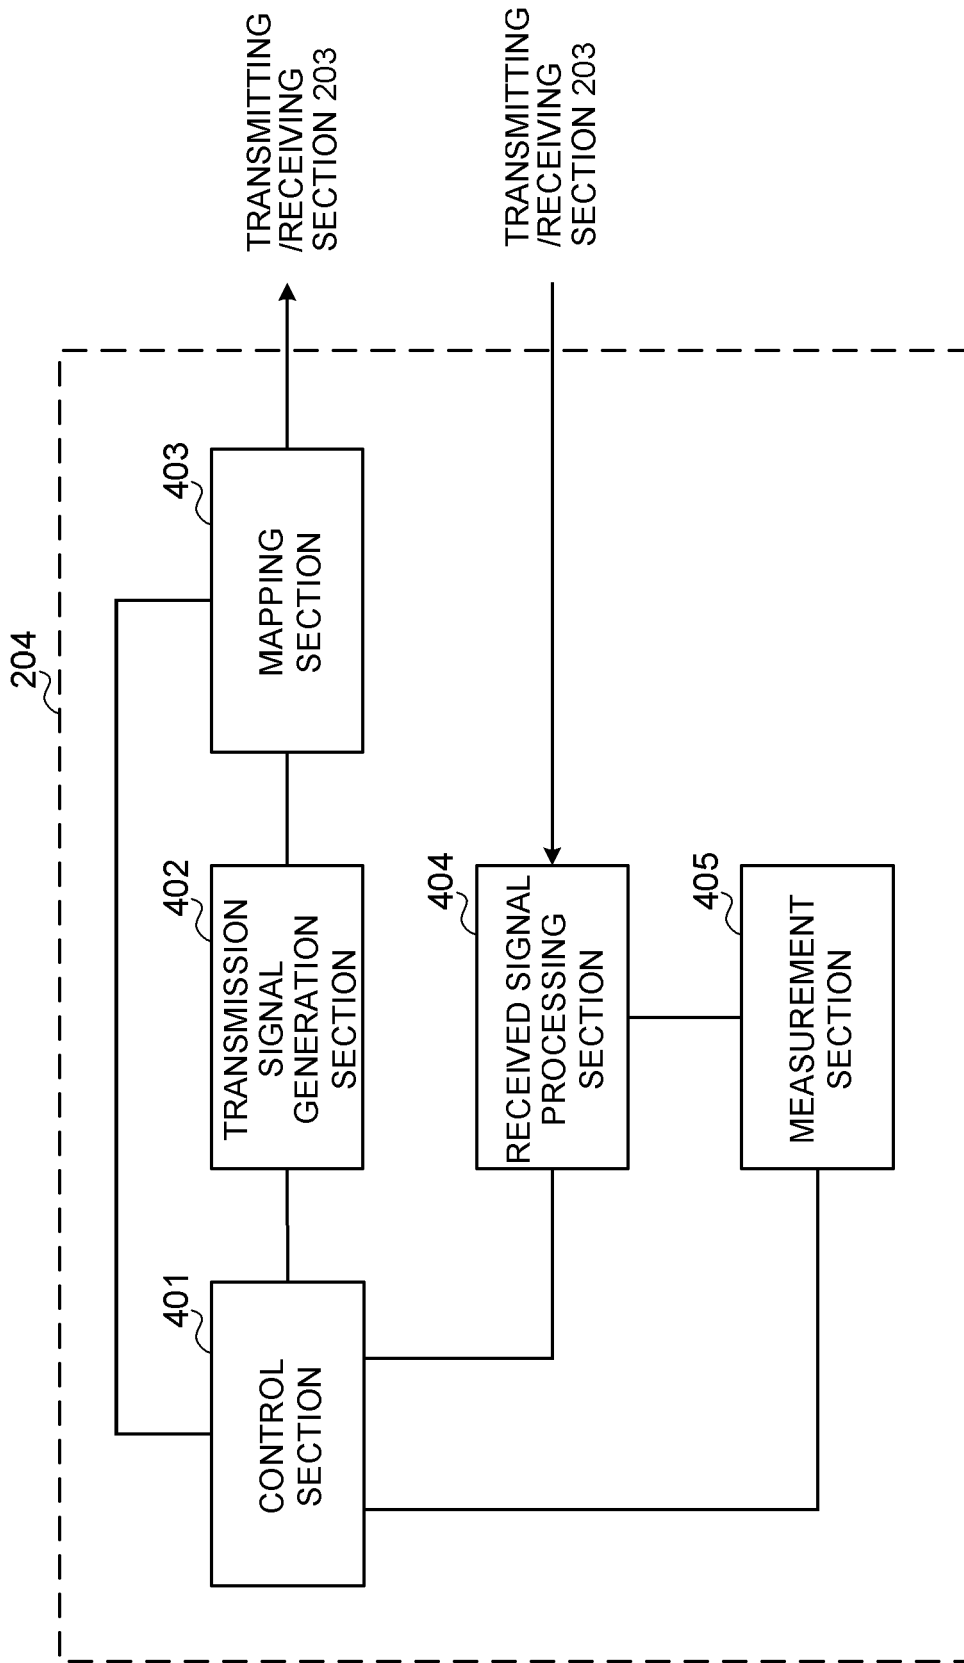 204
401
CONTROL
SECTION
402
TRANSMISSION
SIGNAL
GENERATION
SECTION
403
MAPPING
SECTION
TRANSMITTING
/RECEIVING
SECTION 203
404
RECEIVED SIGNAL
PROCESSING
SECTION
TRANSMITTING
/RECEIVING
SECTION 203
405
MEASUREMENT
SECTION